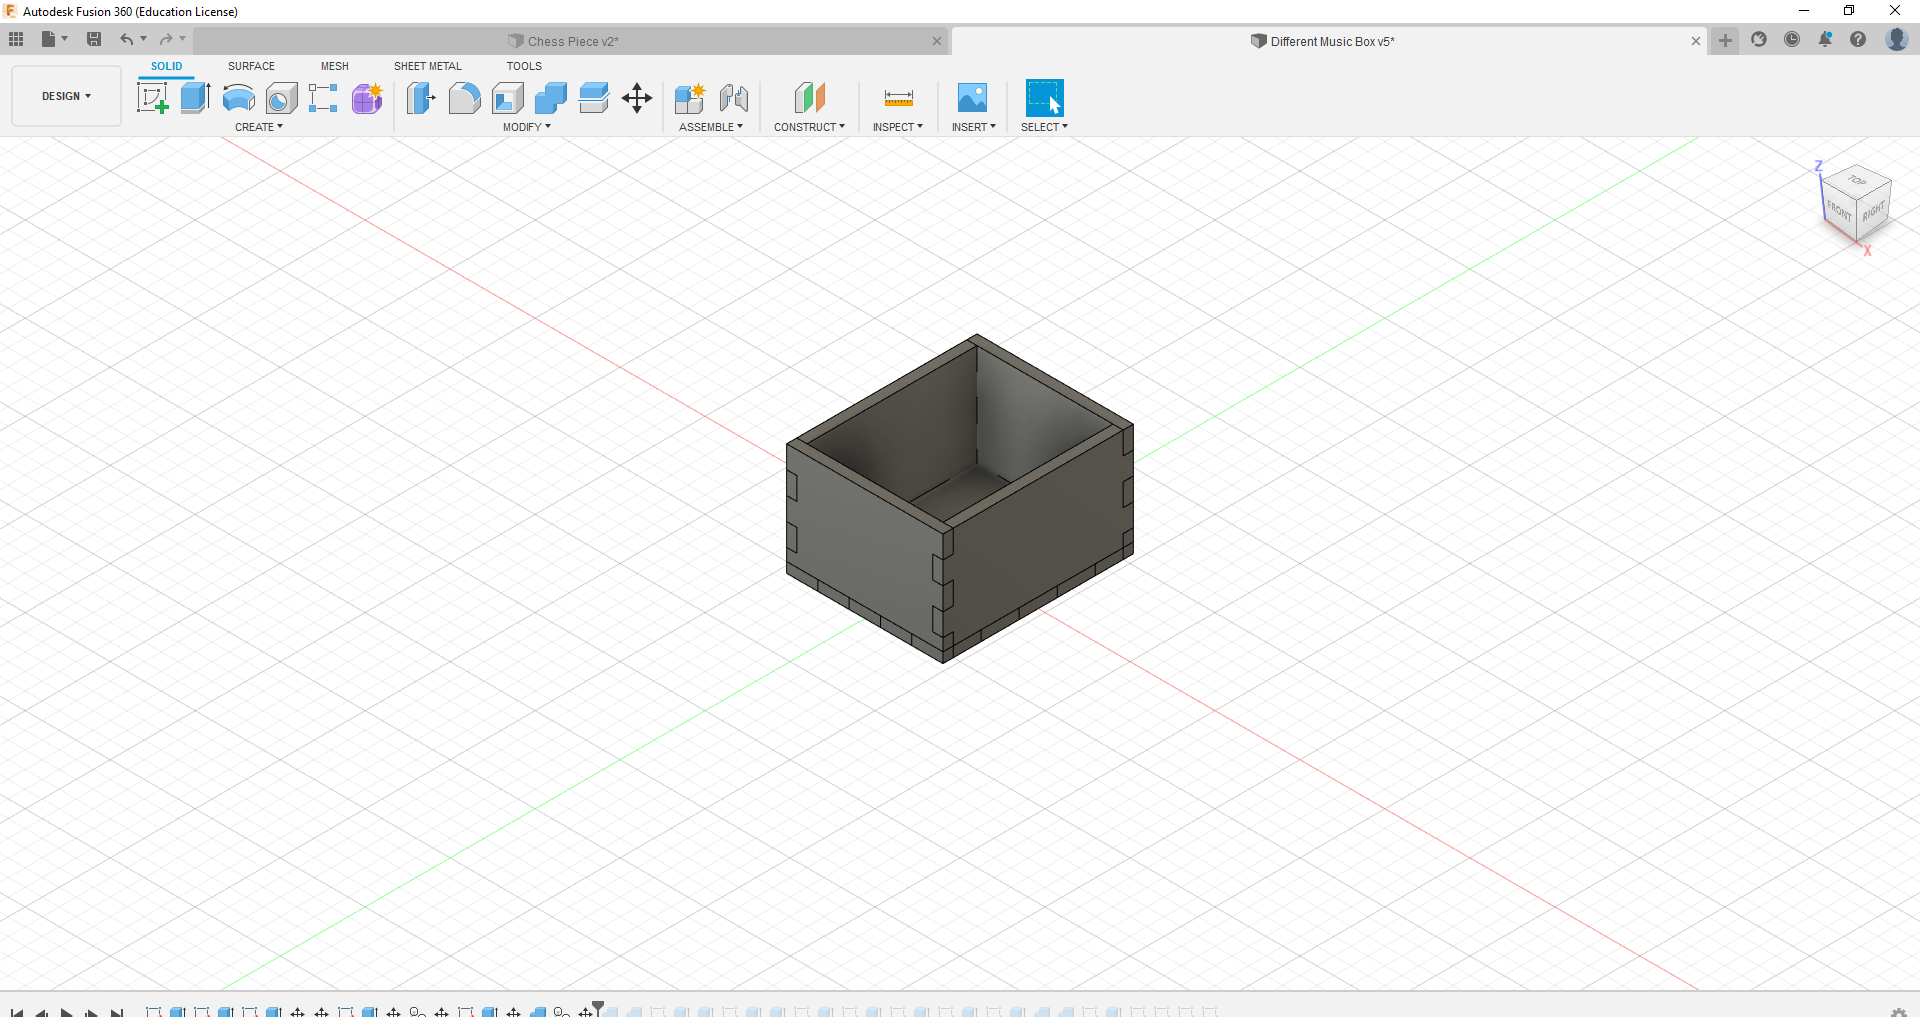 Autodesk Fusion 360 (Education License)
Chess Piece v2*
Different Music Box v5*
SOLID SURFACE MESH SHEET METAL TOOLS
DESIGN
CREATE MODIFY ASSEMBLE CONSTRUCT INSPECT INSERT SELECT
Z
TOP
FRONT RIGHT
X